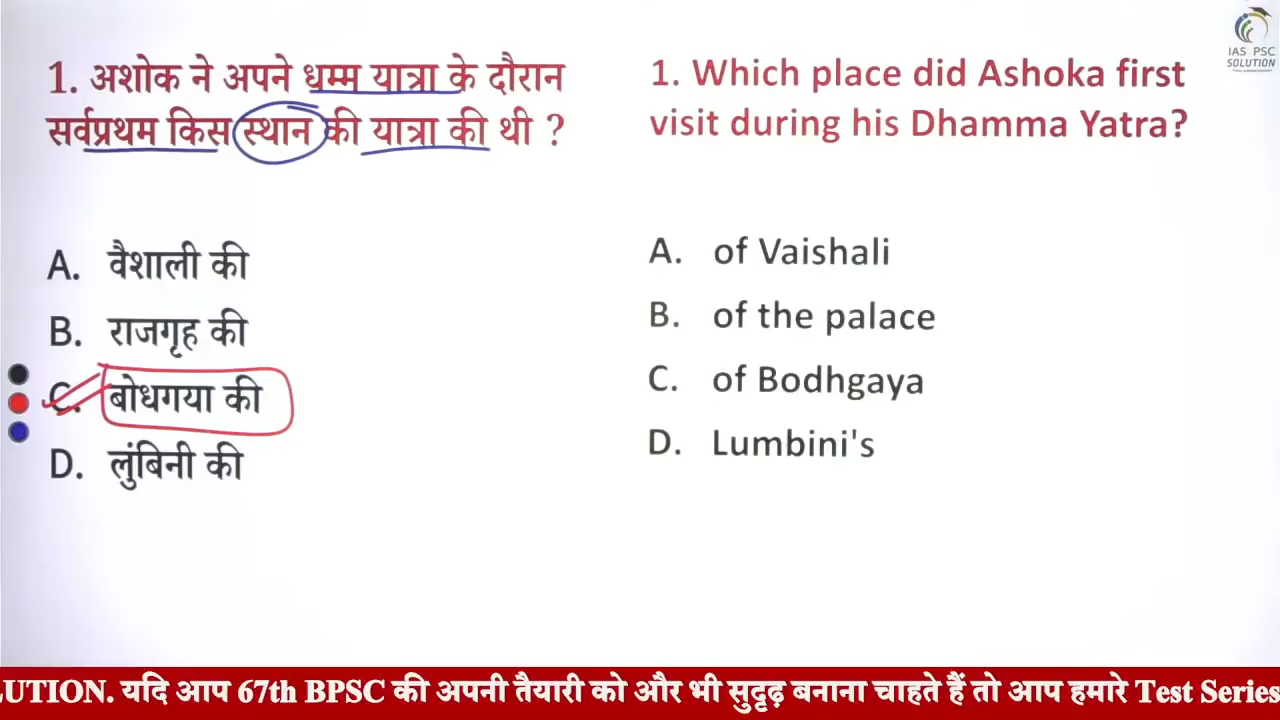 1. अशोक ने अपने धम्म यात्रा के दौरान
सर्वप्रथम किस स्थान की यात्रा की थी ?
A. वैशाली की
B. राजगृह की
C. बोधगया की
D. लुंबिनी की
1. Which place did Ashoka first
visit during his Dhamma Yatra?
A. of Vaishali
B. of the palace
C. of Bodhgaya
D. Lumbini's
IAS PSC
SOLUTION
LUTION. यदि आप 67th BPSC की अपनी तैयारी को और भी सुदृढ़ बनाना चाहते हैं तो आप हमारे Test Series